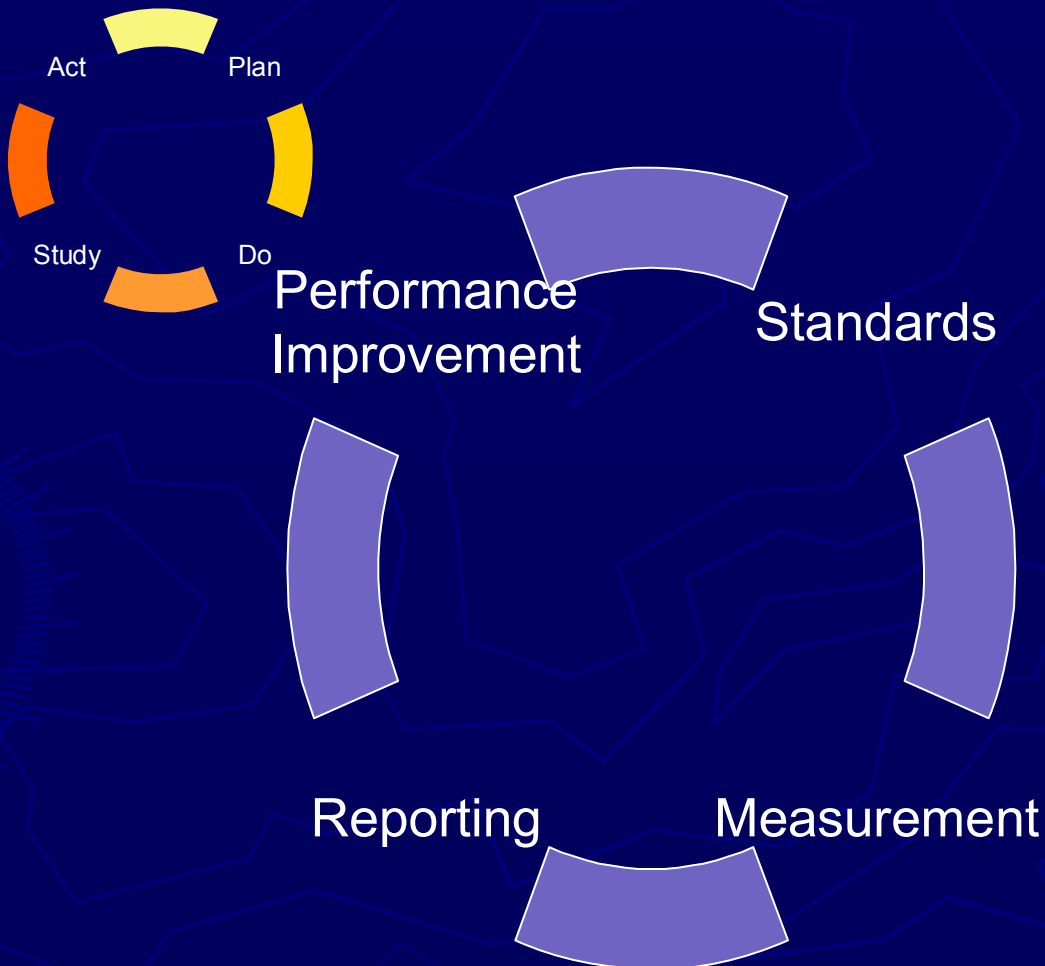 Act
Plan
Study
Do
Performance
Improvement
Standards
Reporting
Measurement